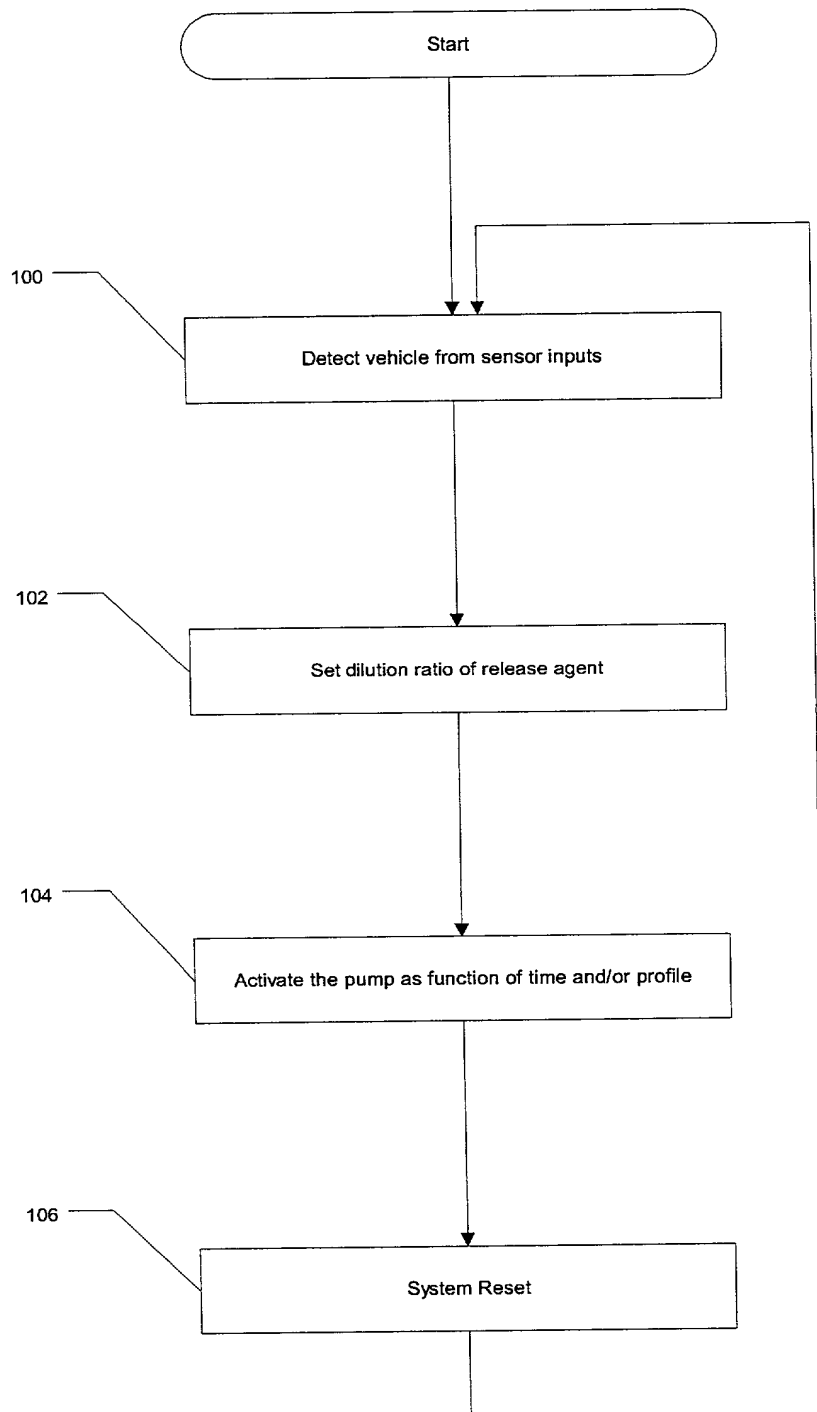 Start
100
Detect vehicle from sensor inputs
102
Set dilution ratio of release agent
104
Activate the pump as function of time and/or profile
106
System Reset